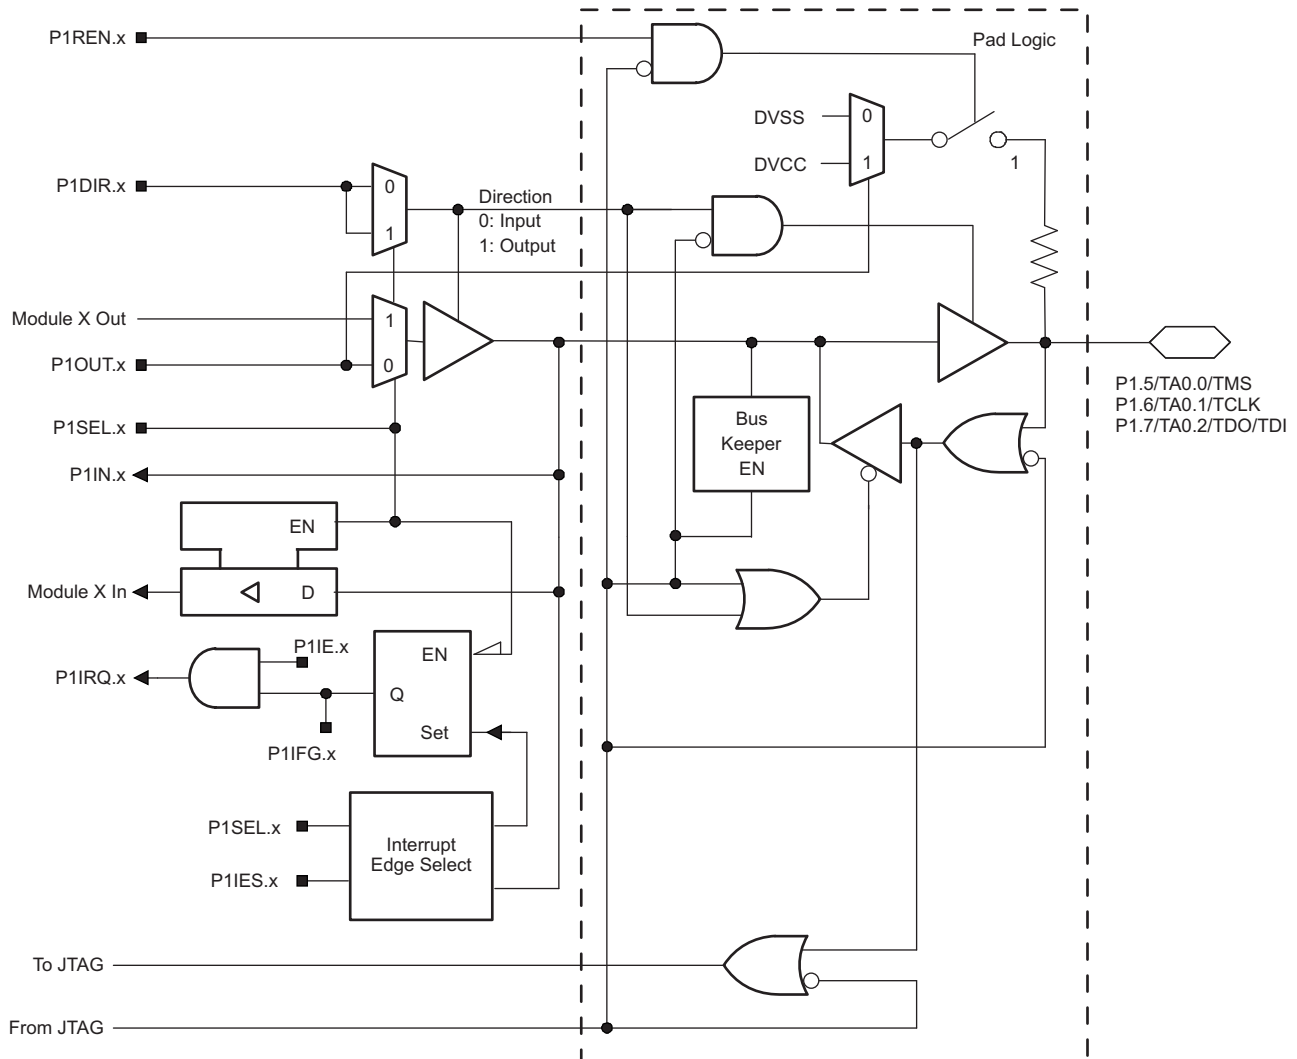 P1REN.x
Pad Logic
DVSS
0
DVCC
1
1
P1DIR.x
0
1
Direction
0: Input
1: Output
Module X Out
1
P1OUT.x
0
P1.5/TA0.0/TMS
P1.6/TA0.1/TCLK
P1.7/TA0.2/TDO/TDI
P1SEL.x
Bus
Keeper
EN
P1IN.x
EN
Module X In
D
P1IE.x
EN
P1IRQ.x
Q
Set
P1IFG.x
P1SEL.x
Interrupt
Edge Select
P1IES.x
To JTAG
From JTAG